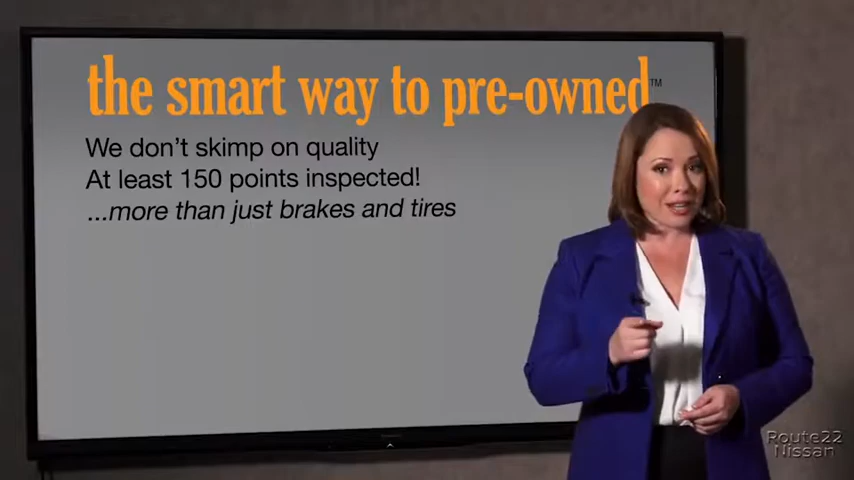 the smart way to pre-owned™
We don't skimp on quality
At least 150 points inspected!
...more than just brakes and tires
Route22
Nissan